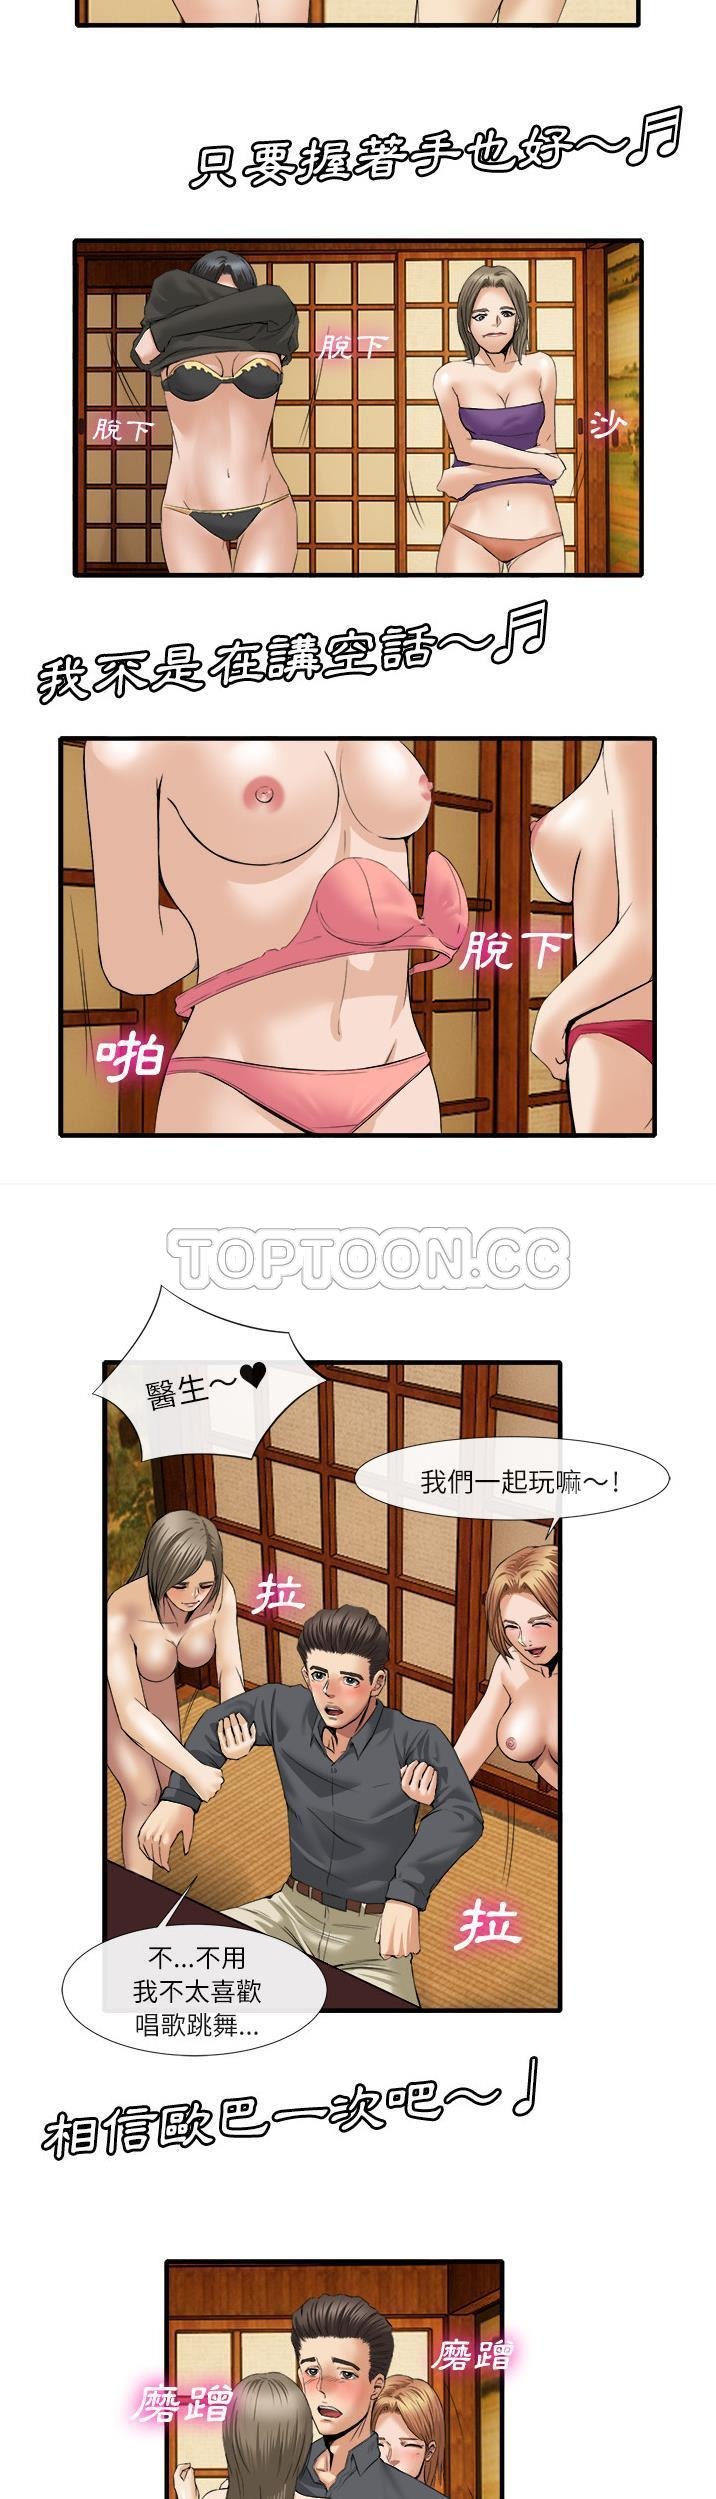 只要握著手也好～♬
脫下
脫下
沙
我不是在講空話～♬
脫下
啪
TOPTOON.CC
醫生～♥
我們一起玩嘛～!
拉
拉
不...不用
我不太喜歡
唱歌跳舞...
相信歐巴一次吧～♩
磨蹭
磨蹭